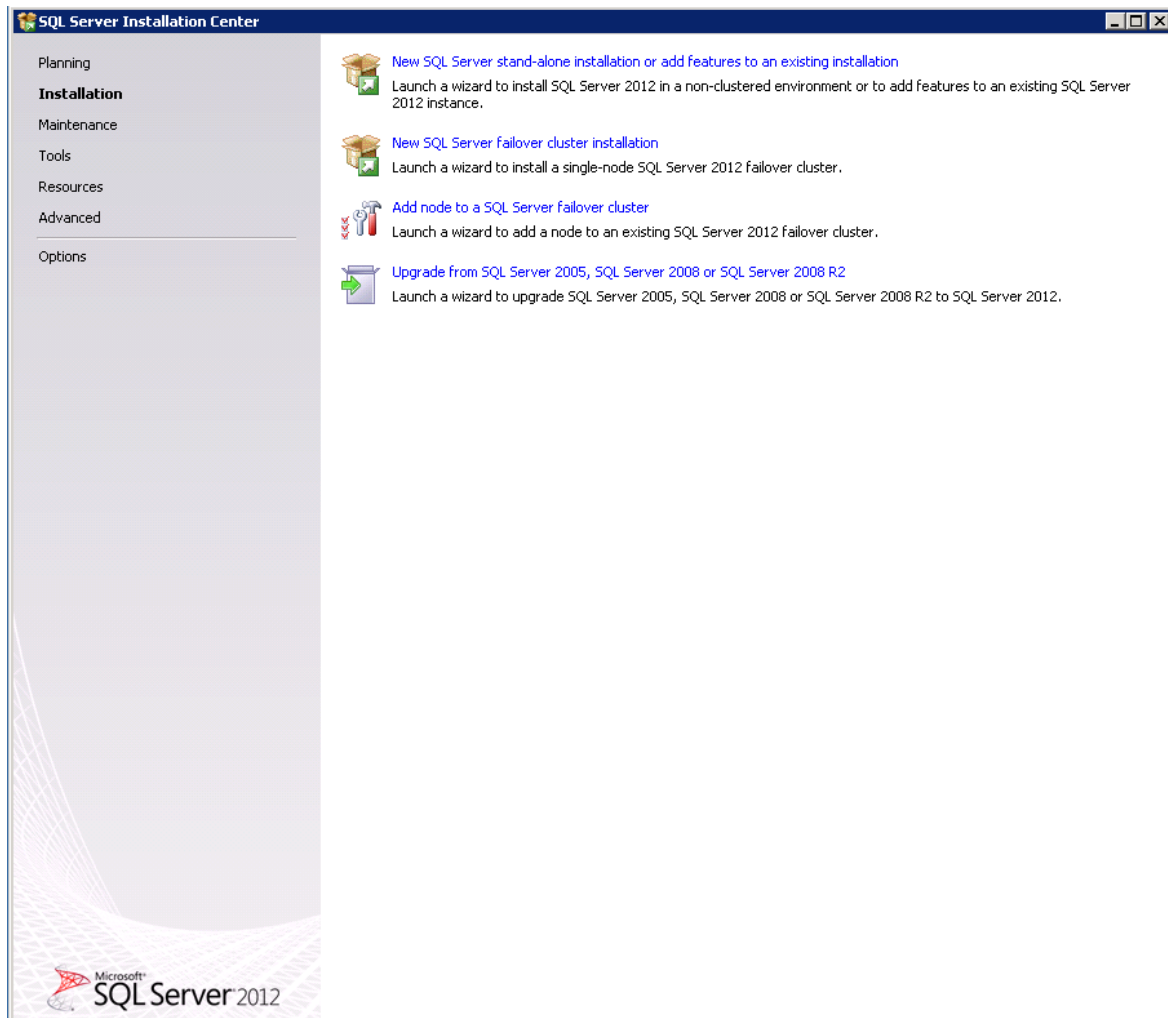 SQL Server Installation Center
Planning
Installation
Maintenance
Tools
Resources
Advanced
Options
New SQL Server stand-alone installation or add features to an existing installation
Launch a wizard to install SQL Server 2012 in a non-clustered environment or to add features to an existing SQL Server
2012 instance.
New SQL Server failover cluster installation
Launch a wizard to install a single-node SQL Server 2012 failover cluster.
Add node to a SQL Server failover cluster
Launch a wizard to add a node to an existing SQL Server 2012 failover cluster.
Upgrade from SQL Server 2005, SQL Server 2008 or SQL Server 2008 R2
Launch a wizard to upgrade SQL Server 2005, SQL Server 2008 or SQL Server 2008 R2 to SQL Server 2012.
Microsoft®
SQL Server 2012